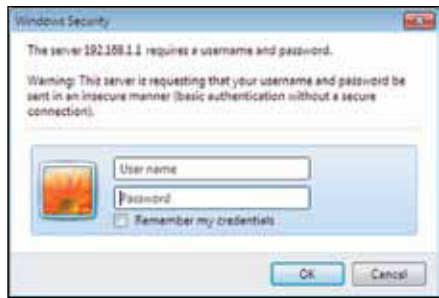 Windows Security
The server 192.168.1.1 requires a username and password.
Warning: This server is requesting that your username and password be
sent in an insecure manner (basic authentication without a secure
connection).
User name
Password
Remember my credentials
OK
Cancel